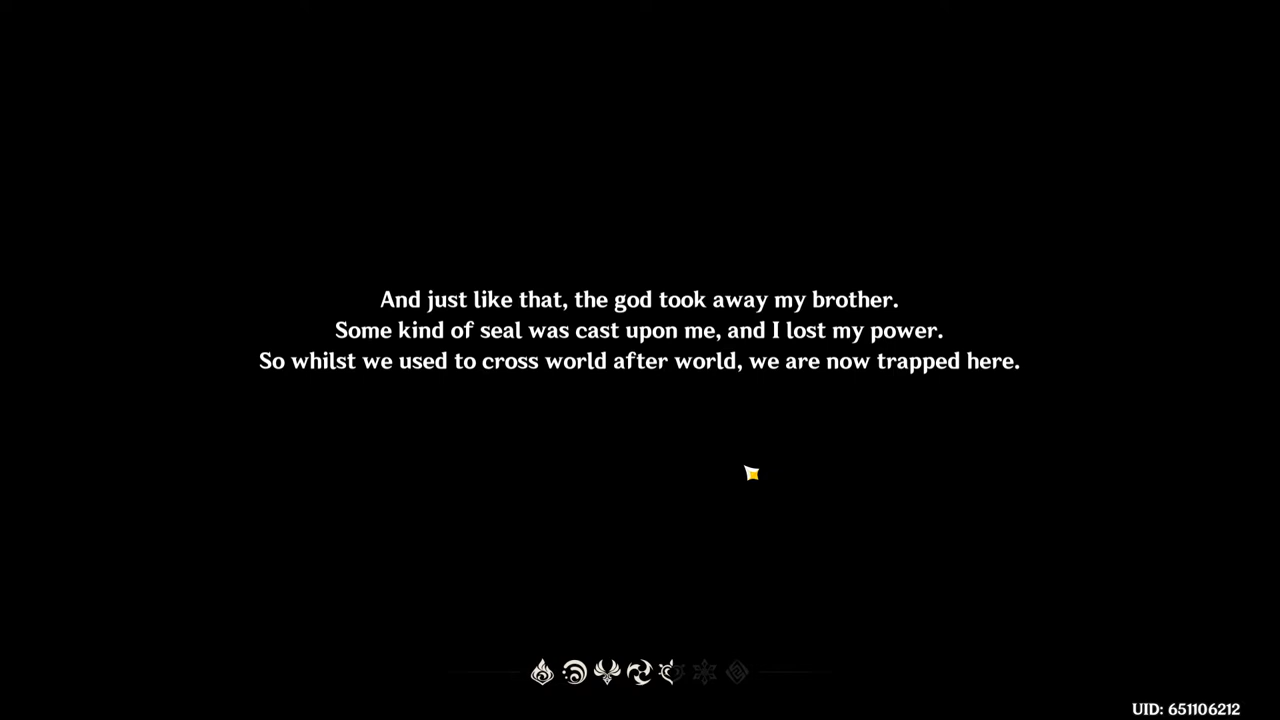 And just like that, the god took away my brother.
Some kind of seal was cast upon me, and I lost my power.
So whilst we used to cross world after world, we are now trapped here.
UID: 651106212